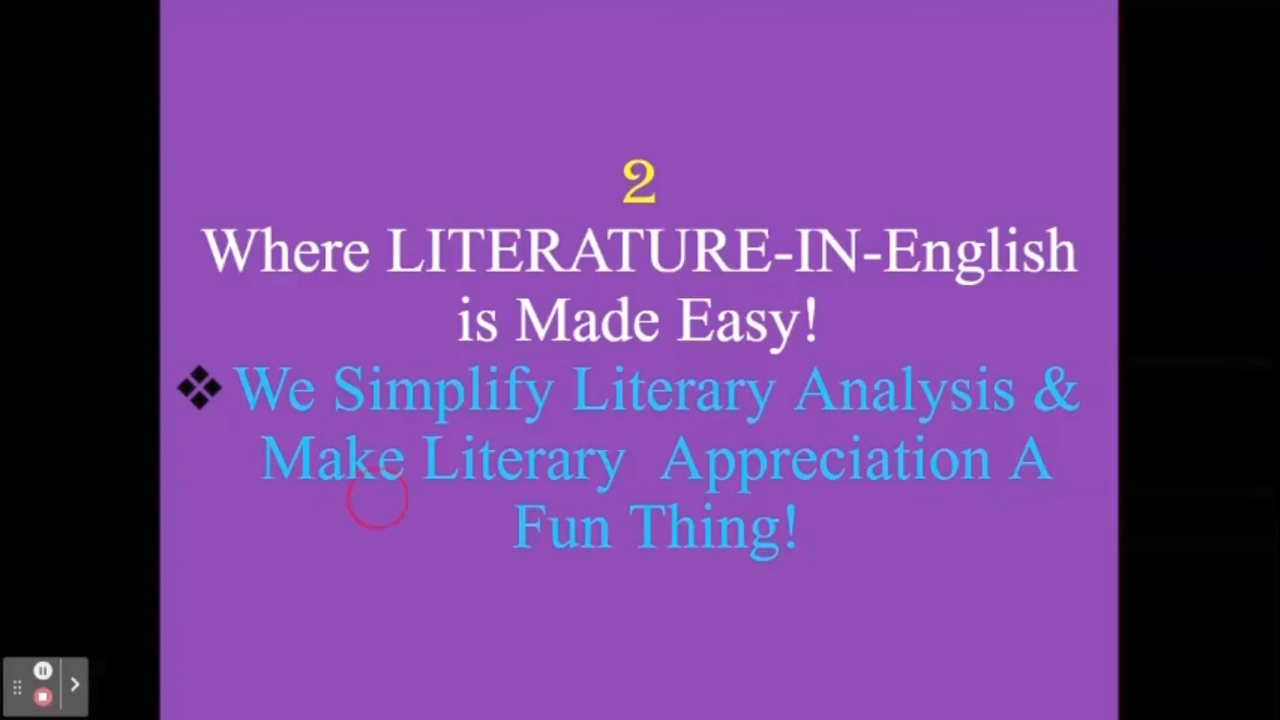 2
Where LITERATURE-IN-English
is Made Easy!
❖ We Simplify Literary Analysis &
Make Literary  Appreciation A
Fun Thing!